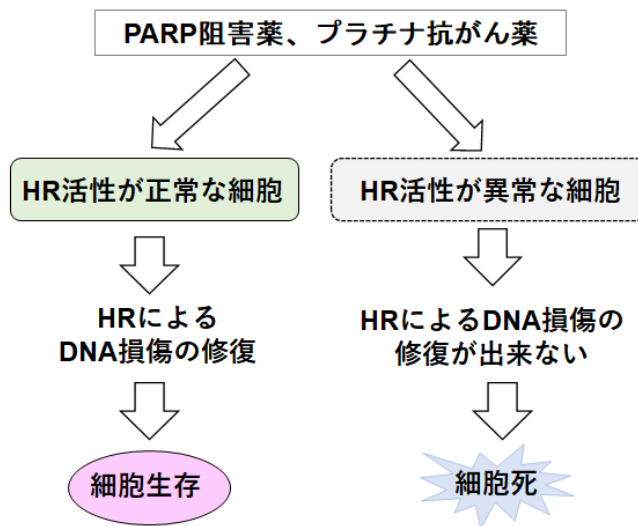 PARP阻害薬、プラチナ抗がん薬
HR活性が正常な細胞
HR活性が異常な細胞
HRによる
DNA損傷の修復
HRによるDNA損傷の
修復が出来ない
細胞生存
細胞死